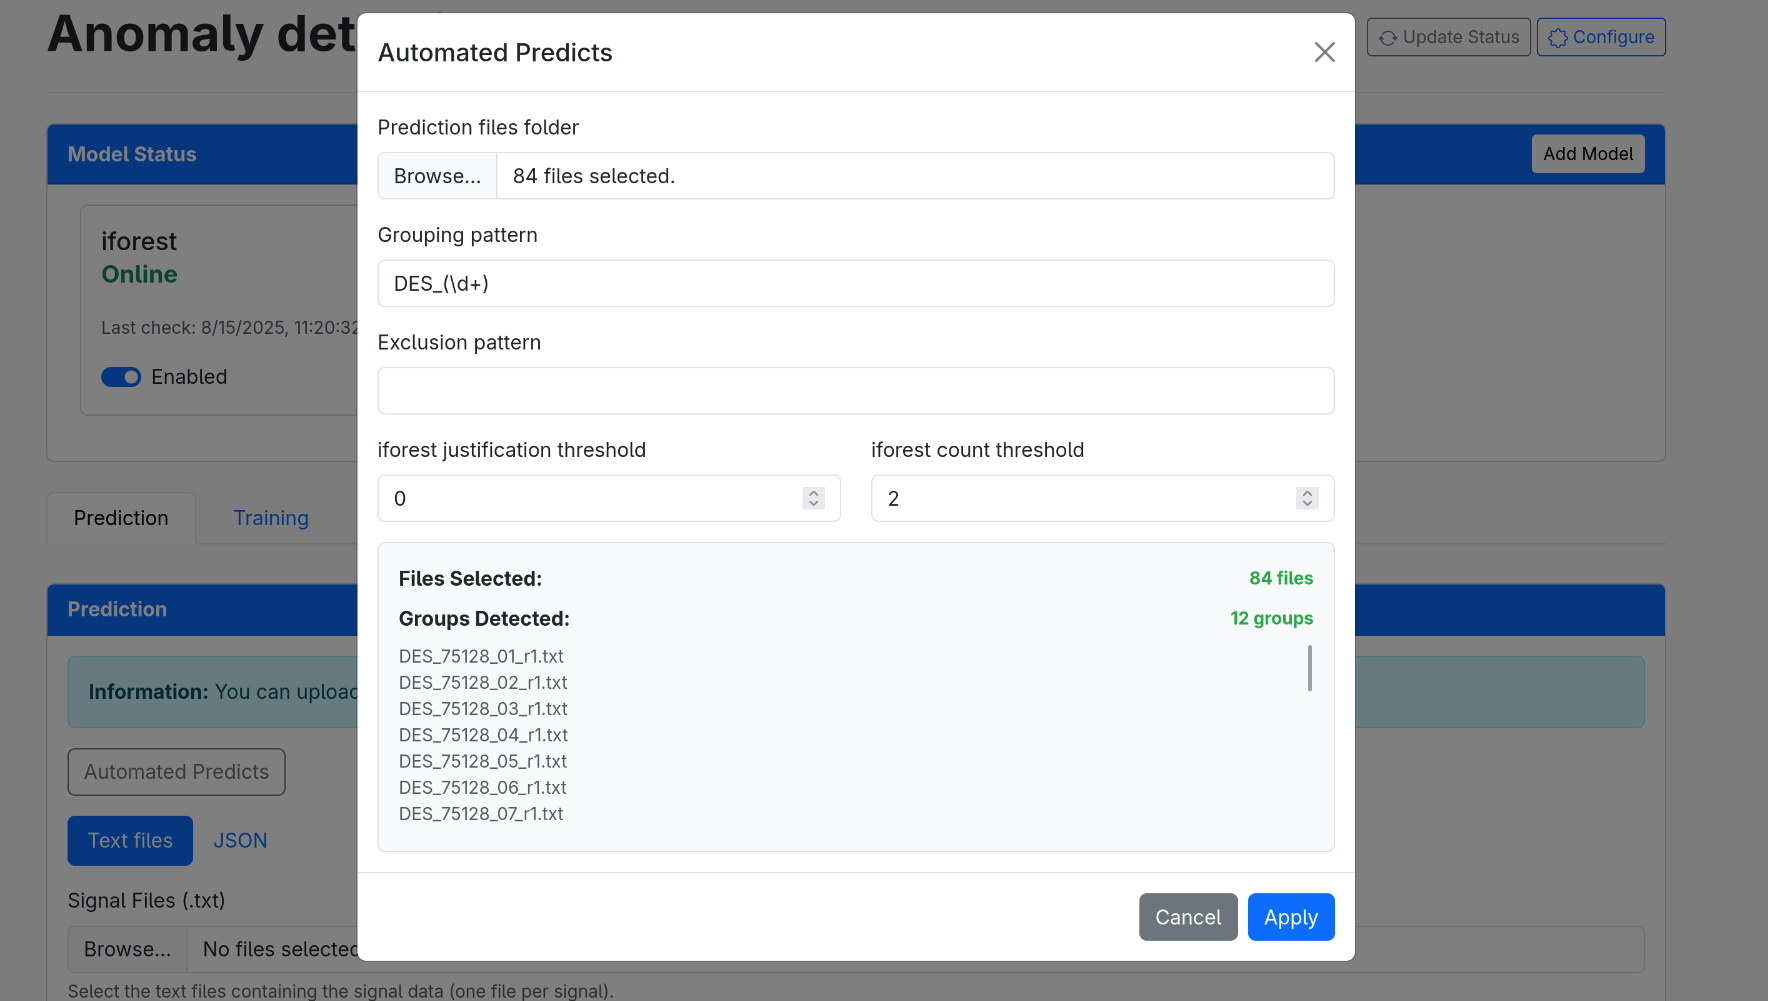 Anomaly det
Update Status
Configure
Automated Predicts
Model Status
Add Model
Prediction files folder
Browse...
84 files selected.
iforest
Online
Grouping pattern
DES_(\d+)
Last check: 8/15/2025, 11:20:32
Exclusion pattern
Enabled
iforest justification threshold
iforest count threshold
0
2
Prediction
Training
Files Selected:
84 files
Prediction
Groups Detected:
12 groups
DES_75128_01_r1.txt
DES_75128_02_r1.txt
DES_75128_03_r1.txt
DES_75128_04_r1.txt
DES_75128_05_r1.txt
DES_75128_06_r1.txt
DES_75128_07_r1.txt
Information: You can upload
Automated Predicts
Text files
JSON
Signal Files (.txt)
Cancel
Apply
Browse...
No files selected
Select the text files containing the signal data (one file per signal).